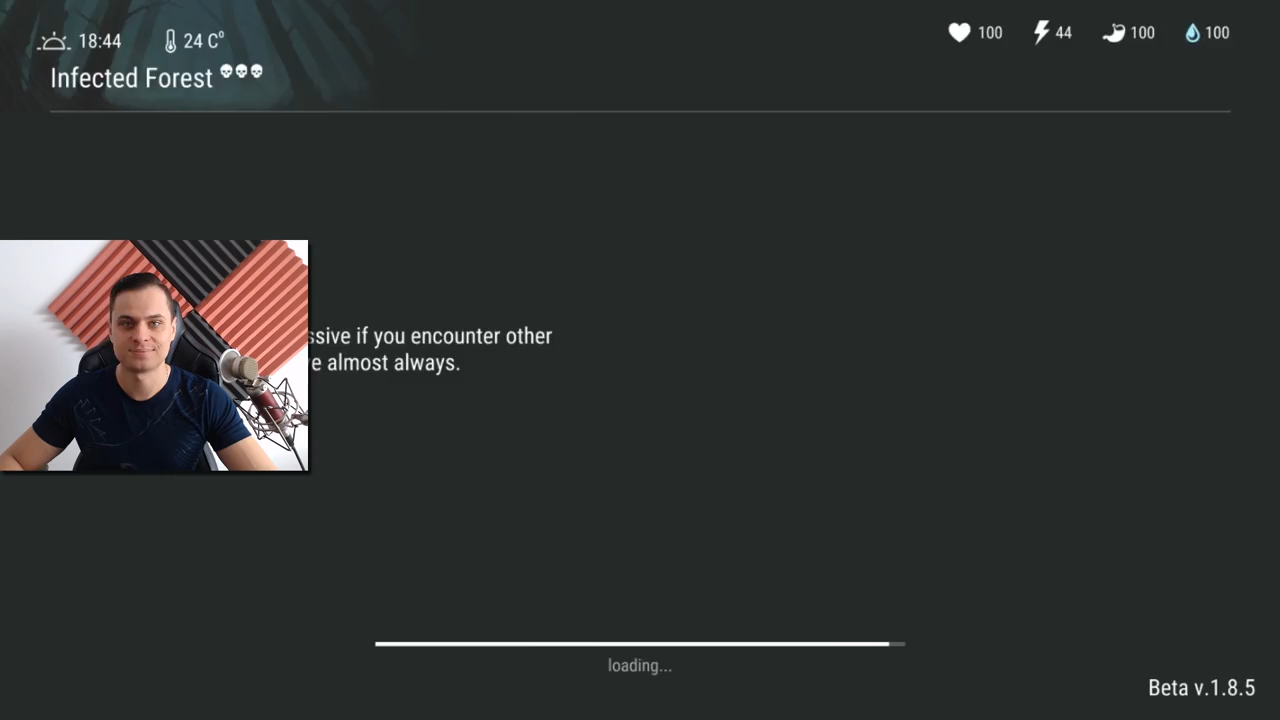 18:44 24 C°
100 44 100 100
Infected Forest
if you encounter other
almost always.
loading...
Beta v.1.8.5